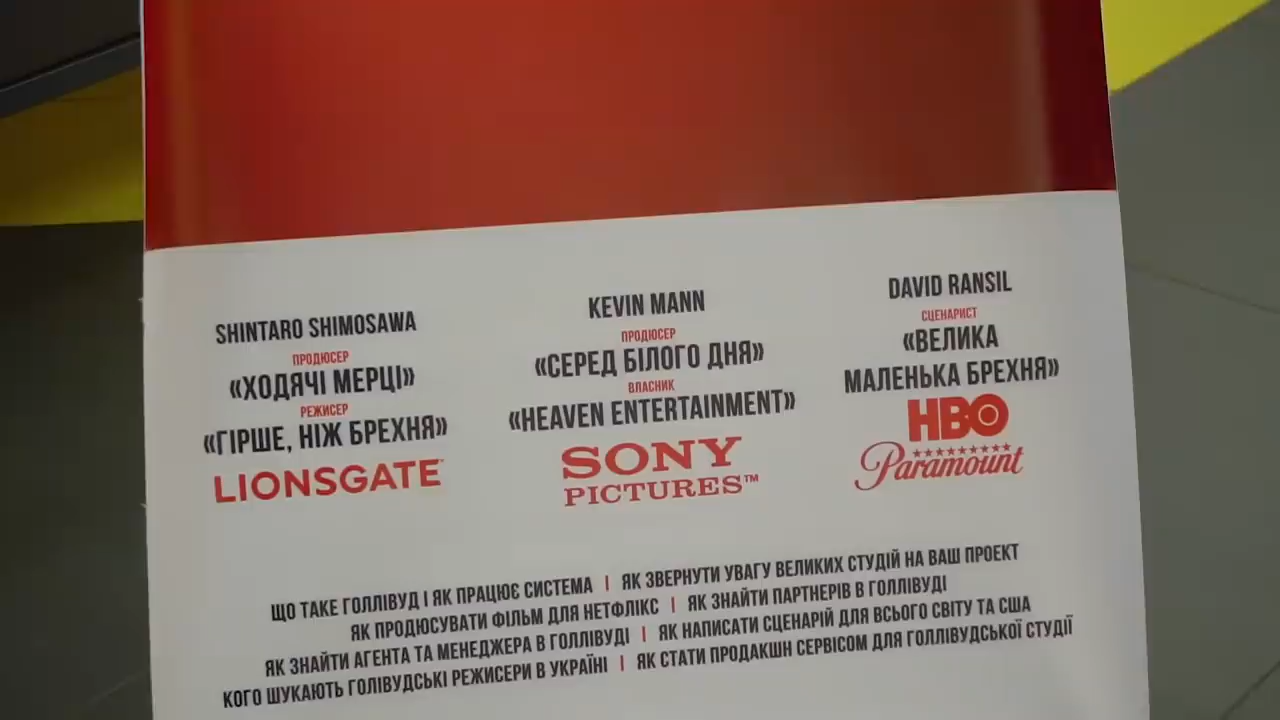 SHINTARO SHIMOSAWA
ПРОДЮСЕР
«ХОДЯЧІ МЕРЦІ»
РЕЖИСЕР
«ГІРШЕ, НІЖ БРЕХНЯ»
LIONSGATE
KEVIN MANN
ПРОДЮСЕР
«СЕРЕД БІЛОГО ДНЯ»
ВЛАСНИК
«HEAVEN ENTERTAINMENT»
SONY
PICTURES™
DAVID RANSIL
СЦЕНАРИСТ
«ВЕЛИКА
МАЛЕНЬКА БРЕХНЯ»
HBO
Paramount
ЩО ТАКЕ ГОЛЛІВУД І ЯК ПРАЦЮЄ СИСТЕМА | ЯК ЗВЕРНУТИ УВАГУ ВЕЛИКИХ СТУДІЙ НА ВАШ ПРОЕКТ
ЯК ПРОДЮСУВАТИ ФІЛЬМ ДЛЯ НЕТФЛІКС | ЯК ЗНАЙТИ ПАРТНЕРІВ В ГОЛЛІВУДІ
ЯК ЗНАЙТИ АГЕНТА ТА МЕНЕДЖЕРА В ГОЛЛІВУДІ | ЯК НАПИСАТИ СЦЕНАРІЙ ДЛЯ ВСЬОГО СВІТУ ТА США
КОГО ШУКАЮТЬ ГОЛІВУДСЬКІ РЕЖИСЕРИ В УКРАЇНІ | ЯК СТАТИ ПРОДАКШН СЕРВІСОМ ДЛЯ ГОЛЛІВУДСЬКОЇ СТУДІЇ